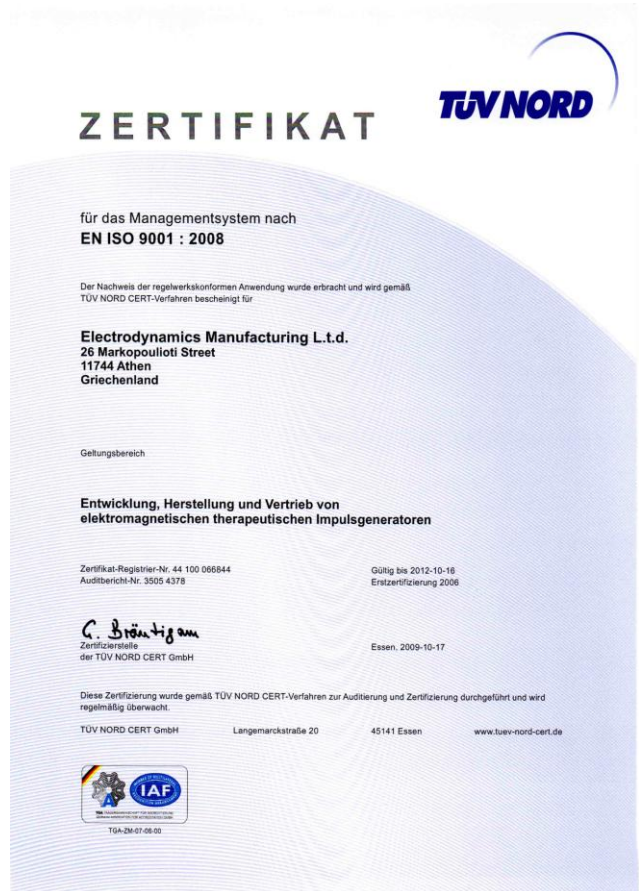 TÜV NORD
ZERTIFIKAT
für das Managementsystem nach
EN ISO 9001 : 2008
Der Nachweis der regelwerkskonformen Anwendung wurde erbracht und wird gemäß
TÜV NORD CERT-Verfahren bescheinigt für
Electrodynamics Manufacturing L.t.d.
26 Markopoulioti Street
11744 Athen
Griechenland
Geltungsbereich
Entwicklung, Herstellung und Vertrieb von
elektromagnetischen therapeutischen Impulsgeneratoren
Zertifikat-Registrier-Nr. 44 100 066844
Auditbericht-Nr. 3505 4378
Gültig bis 2012-10-16
Erstzertifizierung 2006
G. Bräutigam
Zertifizierstelle
der TÜV NORD CERT GmbH
Essen, 2009-10-17
Diese Zertifizierung wurde gemäß TÜV NORD CERT-Verfahren zur Auditierung und Zertifizierung durchgeführt und wird
regelmäßig überwacht.
TÜV NORD CERT GmbH Langemarckstraße 20 45141 Essen www.tuev-nord-cert.de
IAF
TGA-ZM-07-06-00